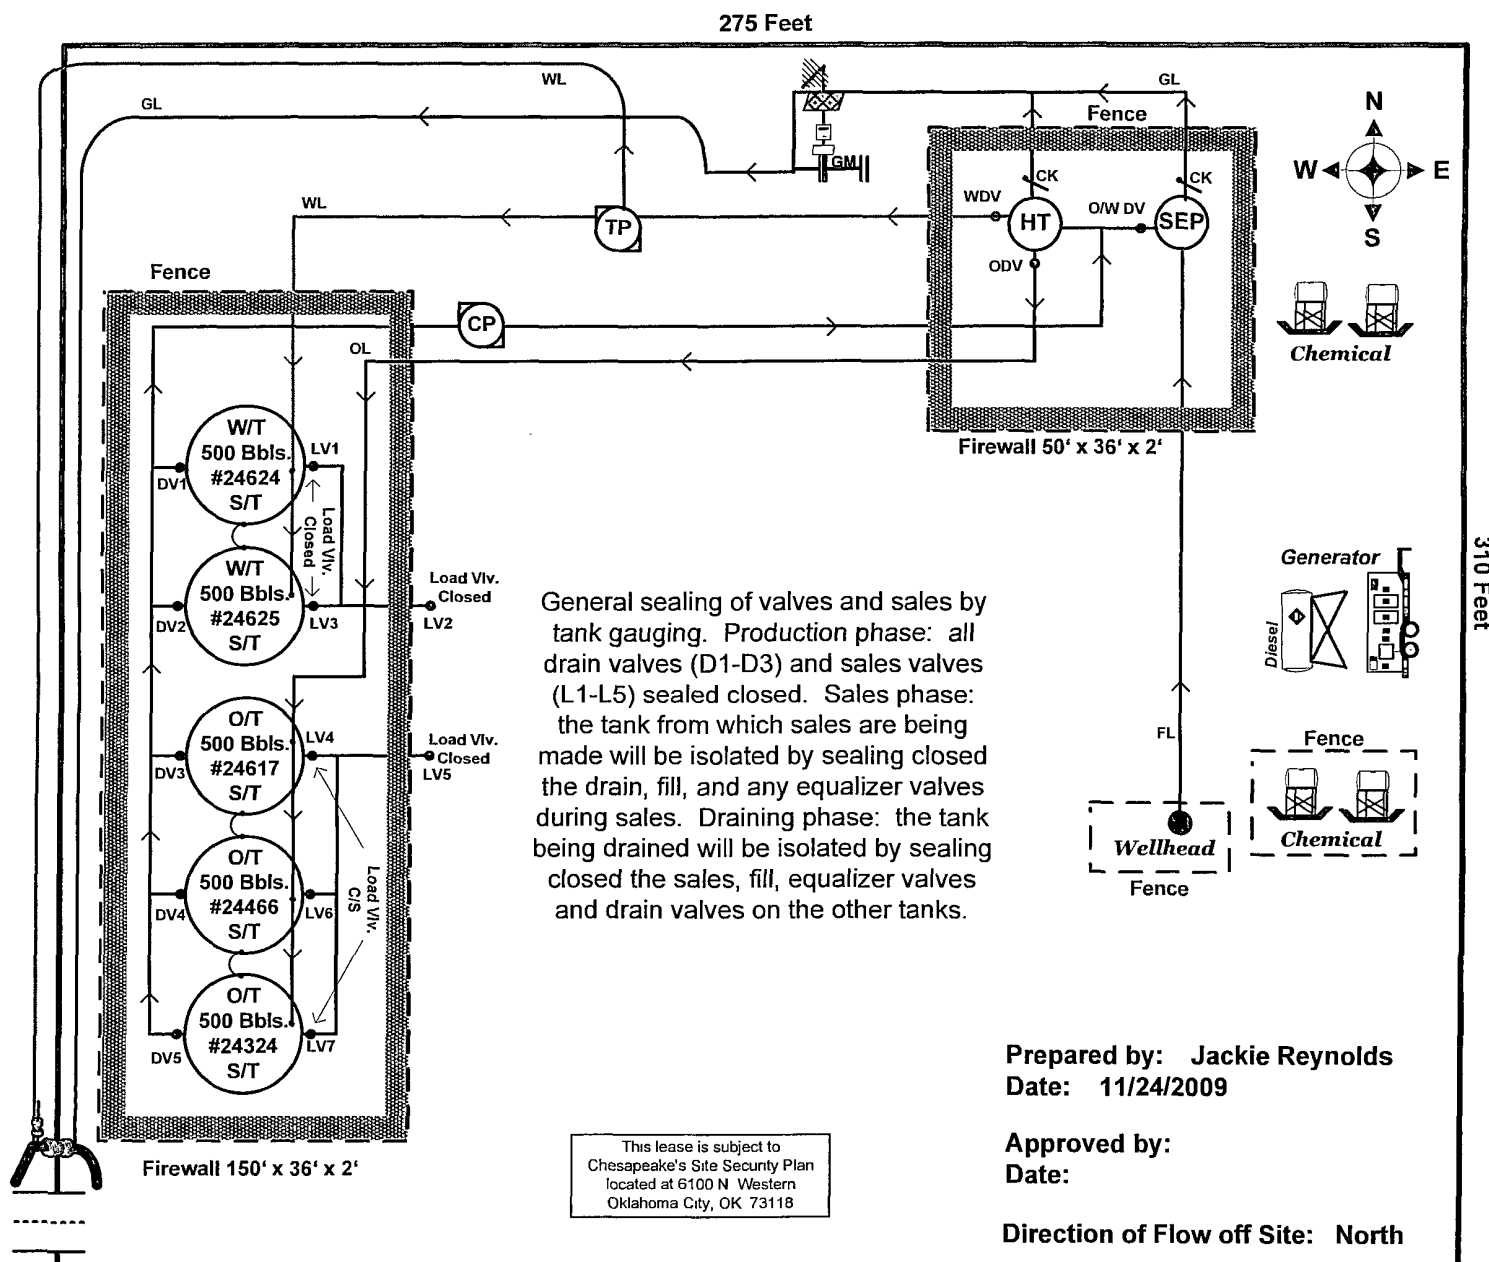 275 Feet
WL
GL
GL
Fence
GM
CK
CK
N
W E
S
WL
WDV
O/W DV
TP
HT
SEP
ODV
Fence
CP
OL
Chemical
Firewall 50' x 36' x 2'
W/T
500 Bbls.
#24624
S/T
LV1
DV1
Load Vlv.
Closed
W/T
500 Bbls.
#24625
S/T
DV2
LV3
Load Vlv.
Closed
LV2
Generator
Diesel
310 Feet
General sealing of valves and sales by
tank gauging. Production phase: all
drain valves (D1-D3) and sales valves
(L1-L5) sealed closed. Sales phase:
the tank from which sales are being
made will be isolated by sealing closed
the drain, fill, and any equalizer valves
during sales. Draining phase: the tank
being drained will be isolated by sealing
closed the sales, fill, equalizer valves
and drain valves on the other tanks.
O/T
500 Bbls.
#24617
S/T
LV4
DV3
Load Vlv.
Closed
LV5
FL
Fence
Chemical
Wellhead
Fence
O/T
500 Bbls.
#24466
S/T
DV4
LV6
Load Vlv.
C/S
O/T
500 Bbls.
#24324
S/T
DV5
LV7
Prepared by: Jackie Reynolds
Date: 11/24/2009
Approved by:
Date:
Firewall 150' x 36' x 2'
This lease is subject to
Chesapeake's Site Security Plan
located at 6100 N Western
Oklahoma City, OK 73118
Direction of Flow off Site: North